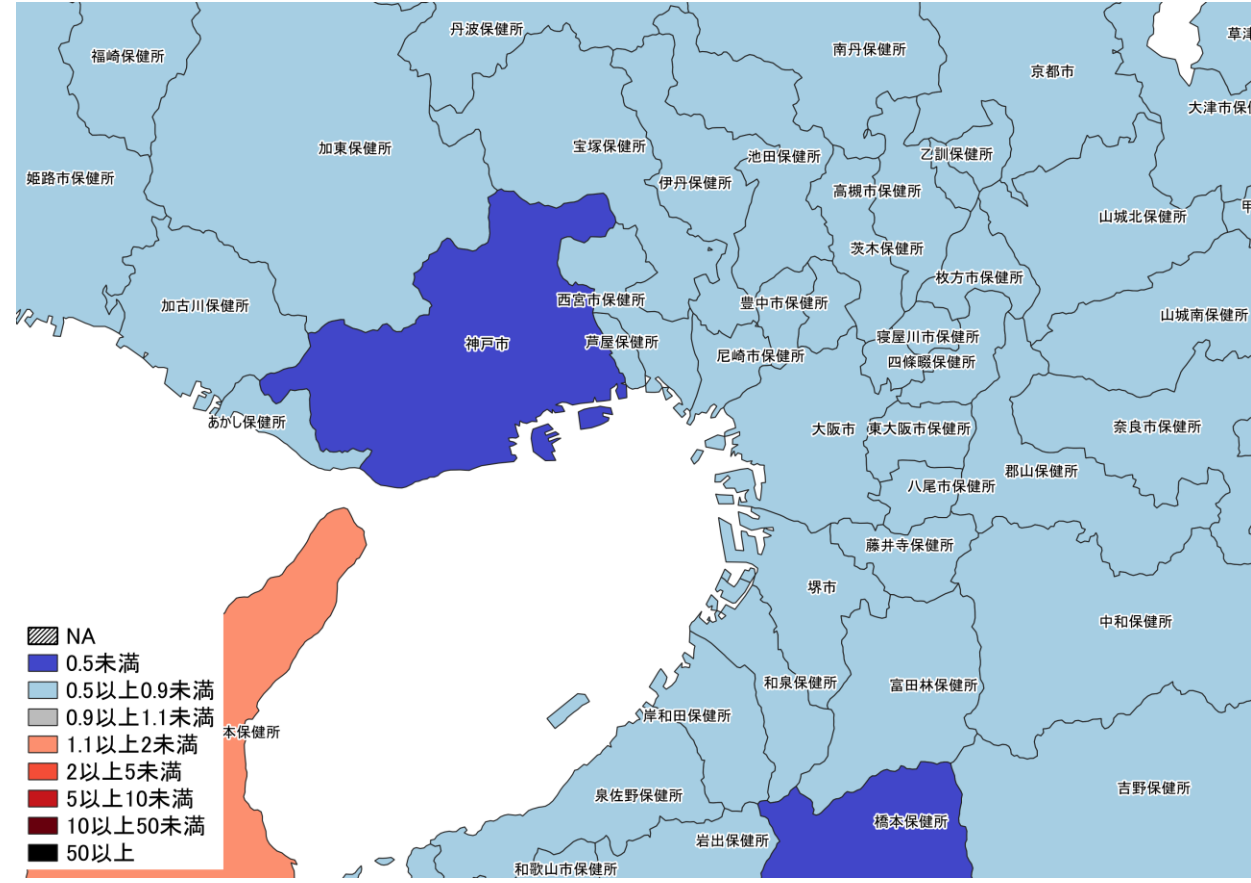 丹波保健所
福崎保健所
南丹保健所
草津
京都市
大津市保
加東保健所
宝塚保健所
池田保健所
乙訓保健所
姫路市保健所
伊丹保健所
高槻市保健所
甲
山城北保健所
茨木保健所
枚方市保健所
加古川保健所
西宮市保健所
豊中市保健所
山城南保健所
神戸市
芦屋保健所
尼崎市保健所
寝屋川市保健所
四條畷保健所
あかし保健所
大阪市
東大阪市保健所
奈良市保健所
郡山保健所
八尾市保健所
藤井寺保健所
堺市
中和保健所
NA
0.5未満
0.5以上0.9未満
0.9以上1.1未満
1.1以上2未満
2以上5未満
5以上10未満
10以上50未満
50以上
本保健所
和泉保健所
富田林保健所
岸和田保健所
泉佐野保健所
吉野保健所
橋本保健所
岩出保健所
和歌山市保健所